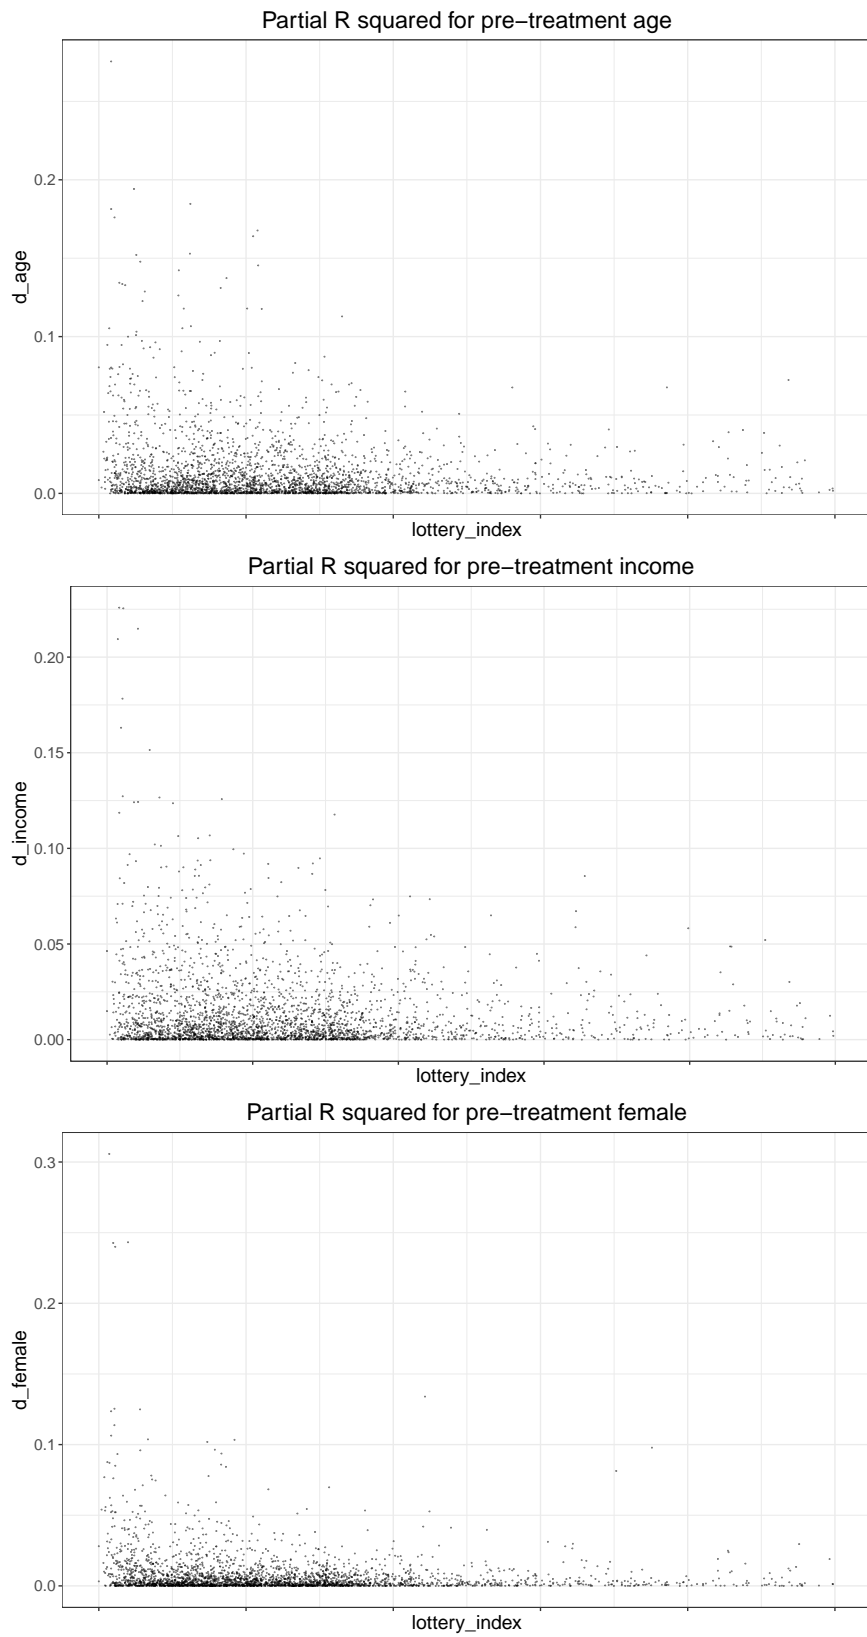 Partial R squared for pre−treatment age
d_age
0.2
0.1
0.0
lottery_index
Partial R squared for pre−treatment income
d_income
0.20
0.15
0.10
0.05
0.00
lottery_index
Partial R squared for pre−treatment female
d_female
0.3
0.2
0.1
0.0
lottery_index